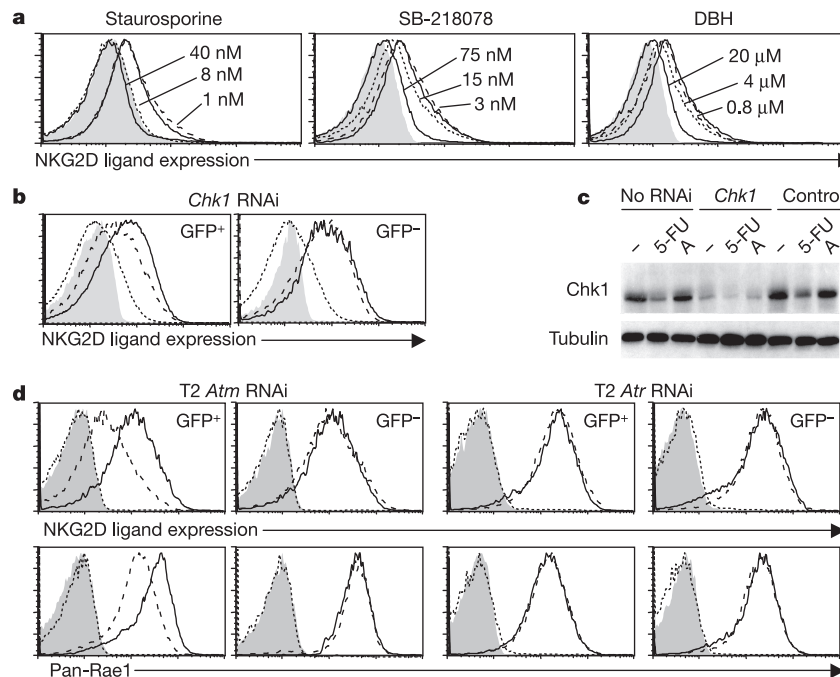 a
Staurosporine
SB-218078
DBH
40 nM
8 nM
1 nM
75 nM
15 nM
3 nM
20 µM
4 µM
0.8 µM
NKG2D ligand expression
b
Chk1 RNAi
GFP+
GFP−
NKG2D ligand expression
c
No RNAi Chk1 Control
– 5-FU A – 5-FU A – 5-FU A
Chk1
Tubulin
d
T2 Atm RNAi
T2 Atr RNAi
GFP+
GFP−
GFP+
GFP−
NKG2D ligand expression
Pan-Rae1